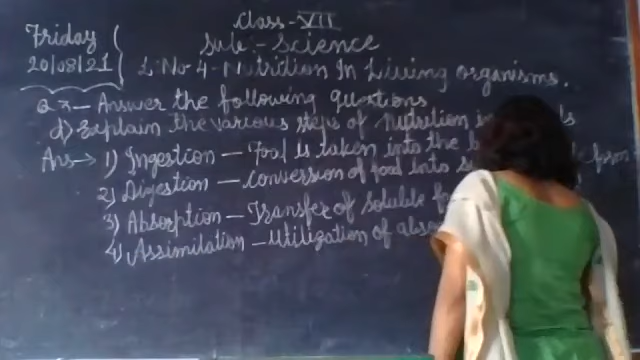 Class-VII
Friday
20/08/21
Sub:- Science
L.No-4-Nutrition In Living organisms.
Q.3- Answer the following questions
d) Explain the various steps of nutrition
Ans→ 1) Ingestion - Food is taken into the
form
2) Digestion - conversion of food into
3) Absorption - Transfer of soluble
4) Assimilation - Utilization of